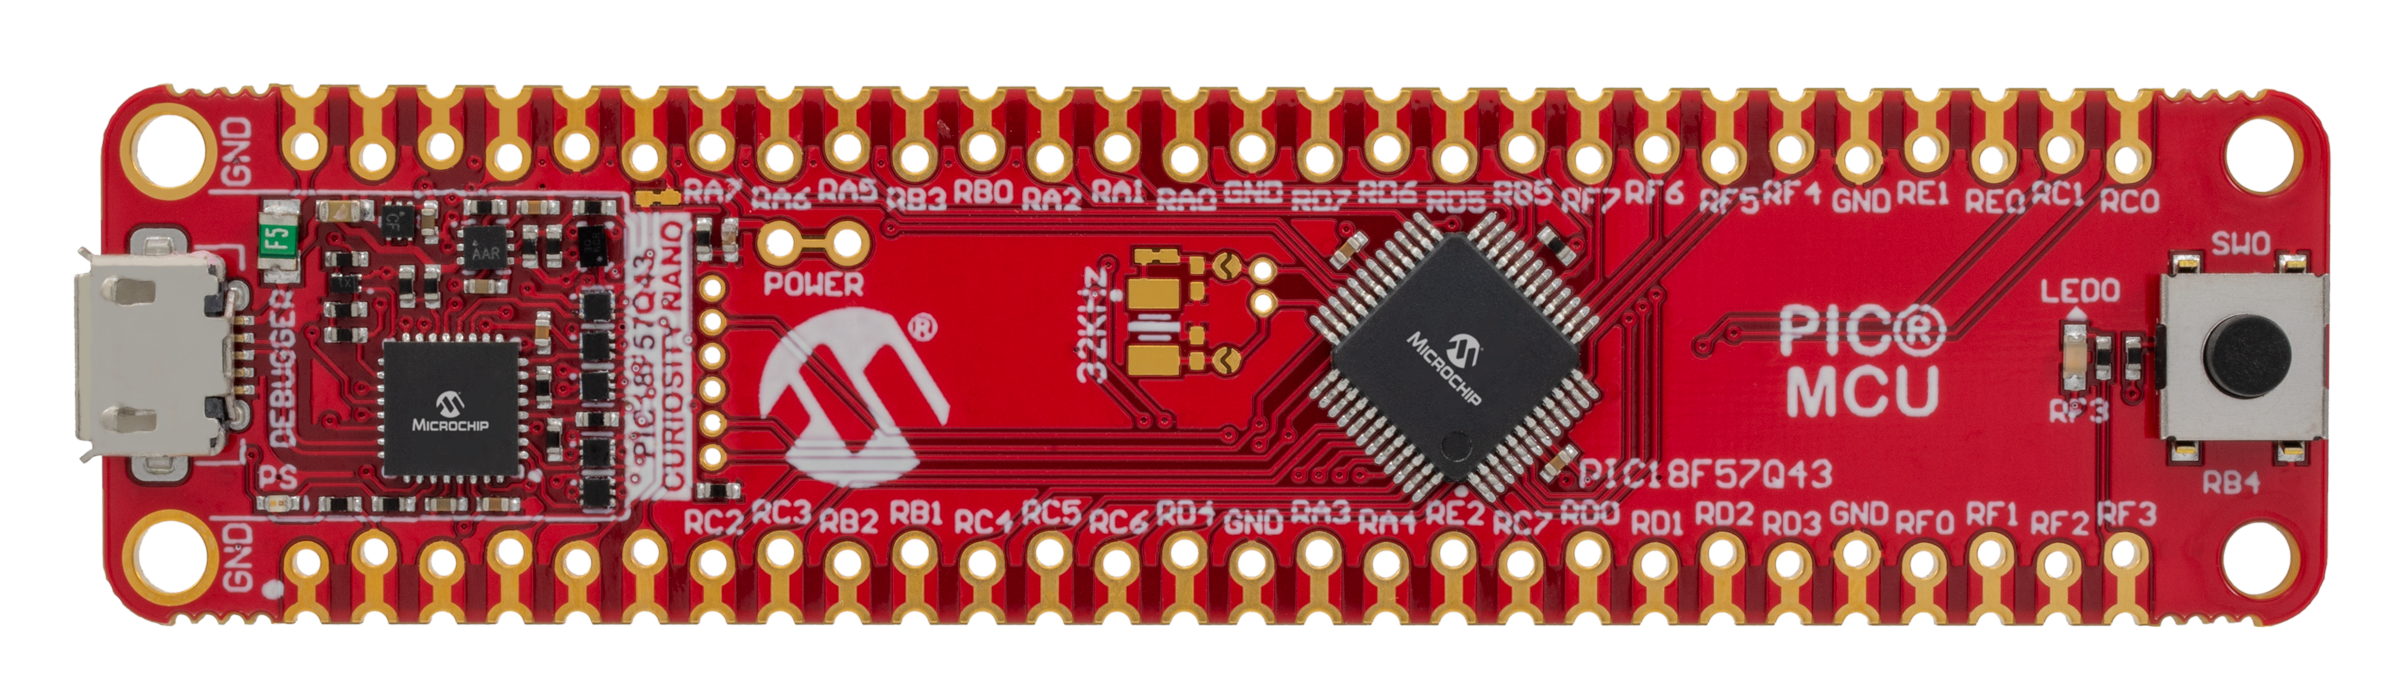 GND
RA7
RA6
RA5
RB3
RB0
RA2
RA1
RA0
GND
RD7
RD6
RD5
RB5
RF7
RF6
RF5
RF4
GND
RE1
RE0
RC1
RC0
F5
CF
AAR
DEBUGGER
MICROCHIP
PS
PIC18F57Q43
CURIOSITY NANO
POWER
®
32KHz
MICROCHIP
PIC®
MCU
PIC18F57Q43
SW0
LED0
RF3
RB4
GND
RC2
RC3
RB2
RB1
RC4
RC5
RC6
RD4
GND
RA3
RA4
RE2
RC7
RD0
RD1
RD2
RD3
GND
RF0
RF1
RF2
RF3